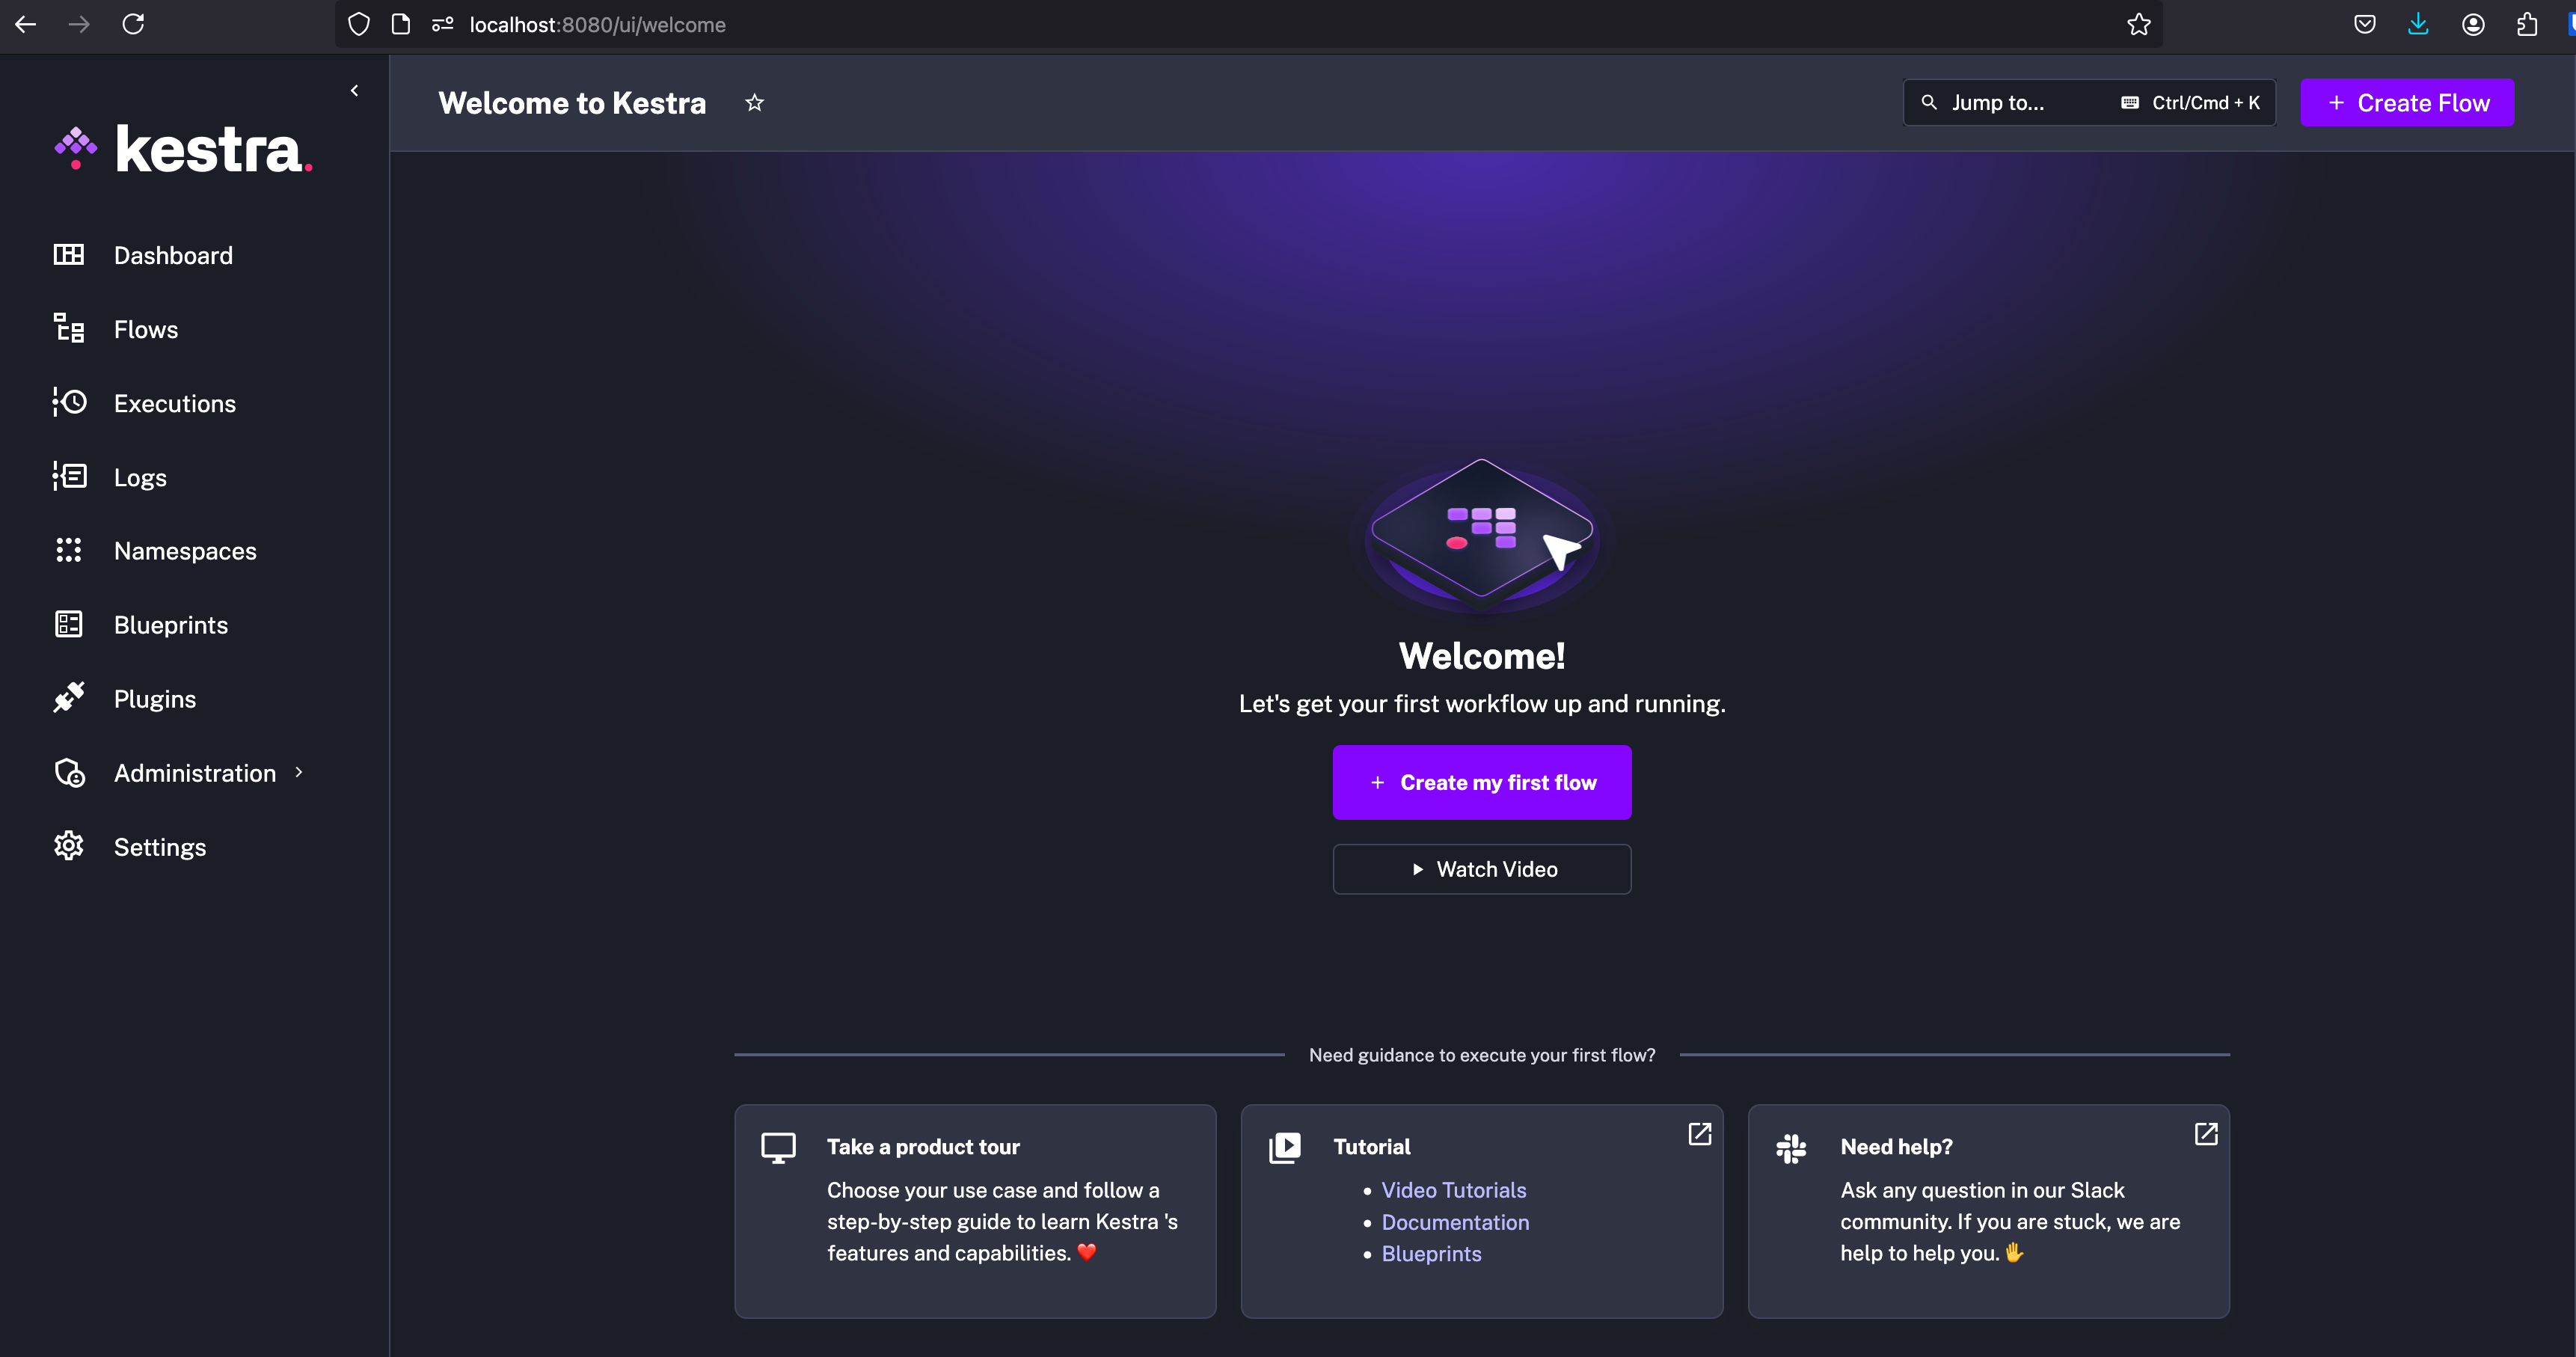 localhost:8080/ui/welcome
kestra.
Dashboard
Flows
Executions
Logs
Namespaces
Blueprints
Plugins
Administration
Settings
Welcome to Kestra
Jump to...
Ctrl/Cmd + K
+ Create Flow
Welcome!
Let's get your first workflow up and running.
+ Create my first flow
Watch Video
Need guidance to execute your first flow?
Take a product tour
Choose your use case and follow a
step-by-step guide to learn Kestra 's
features and capabilities. ❤️
Tutorial
• Video Tutorials
• Documentation
• Blueprints
Need help?
Ask any question in our Slack
community. If you are stuck, we are
help to help you. 🖐